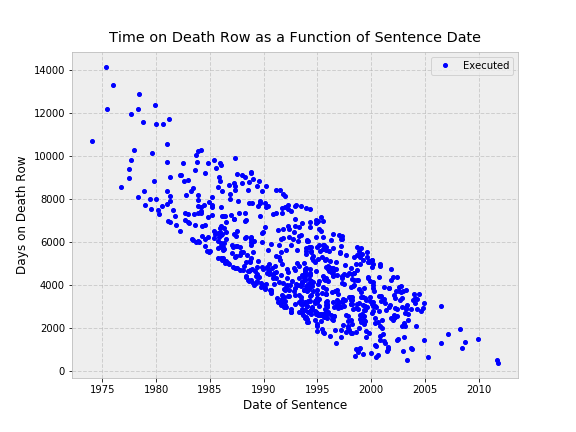 Time on Death Row as a Function of Sentence Date
Executed
Days on Death Row
14000
12000
10000
8000
6000
4000
2000
0
1975 1980 1985 1990 1995 2000 2005 2010
Date of Sentence